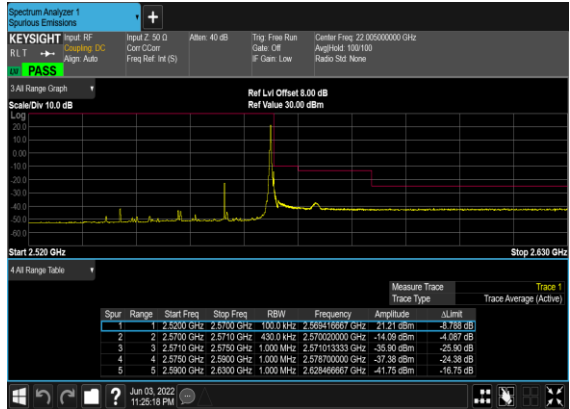 Spectrum Analyzer 1
Spurious Emissions
+
KEYSIGHT Input: RF Input Z: 50 Ω Atten: 40 dB Trig: Free Run Center Freq: 22.005000000 GHz
RLT Coupling: DC Corr CCorr Gate: Off Avg|Hold: 100/100
Align: Auto Freq Ref: Int (S) IF Gain: Low Radio Std: None
PASS
3 All Range Graph
Ref Lvl Offset 8.00 dB
Scale/Div 10.0 dB Ref Value 30.00 dBm
Log
20.0
10.0
0.00
-10.0
-20.0
-30.0
-40.0
-50.0
-60.0
Start 2.520 GHz Stop 2.630 GHz
4 All Range Table
Measure Trace Trace 1
Trace Type Trace Average (Active)
Spur Range Start Freq Stop Freq RBW Frequency Amplitude ΔLimit
1 1 2.5200 GHz 2.5700 GHz 100.0 kHz 2.569416667 GHz 21.21 dBm -8.788 dB
2 2 2.5700 GHz 2.5710 GHz 430.0 kHz 2.570020000 GHz -14.09 dBm -4.087 dB
3 3 2.5710 GHz 2.5750 GHz 1.000 MHz 2.571013333 GHz -35.90 dBm -25.90 dB
4 4 2.5750 GHz 2.5900 GHz 1.000 MHz 2.578700000 GHz -37.38 dBm -24.38 dB
5 5 2.5900 GHz 2.6300 GHz 1.000 MHz 2.628466667 GHz -41.75 dBm -16.75 dB
? Jun 03, 2022
11:25:18 PM